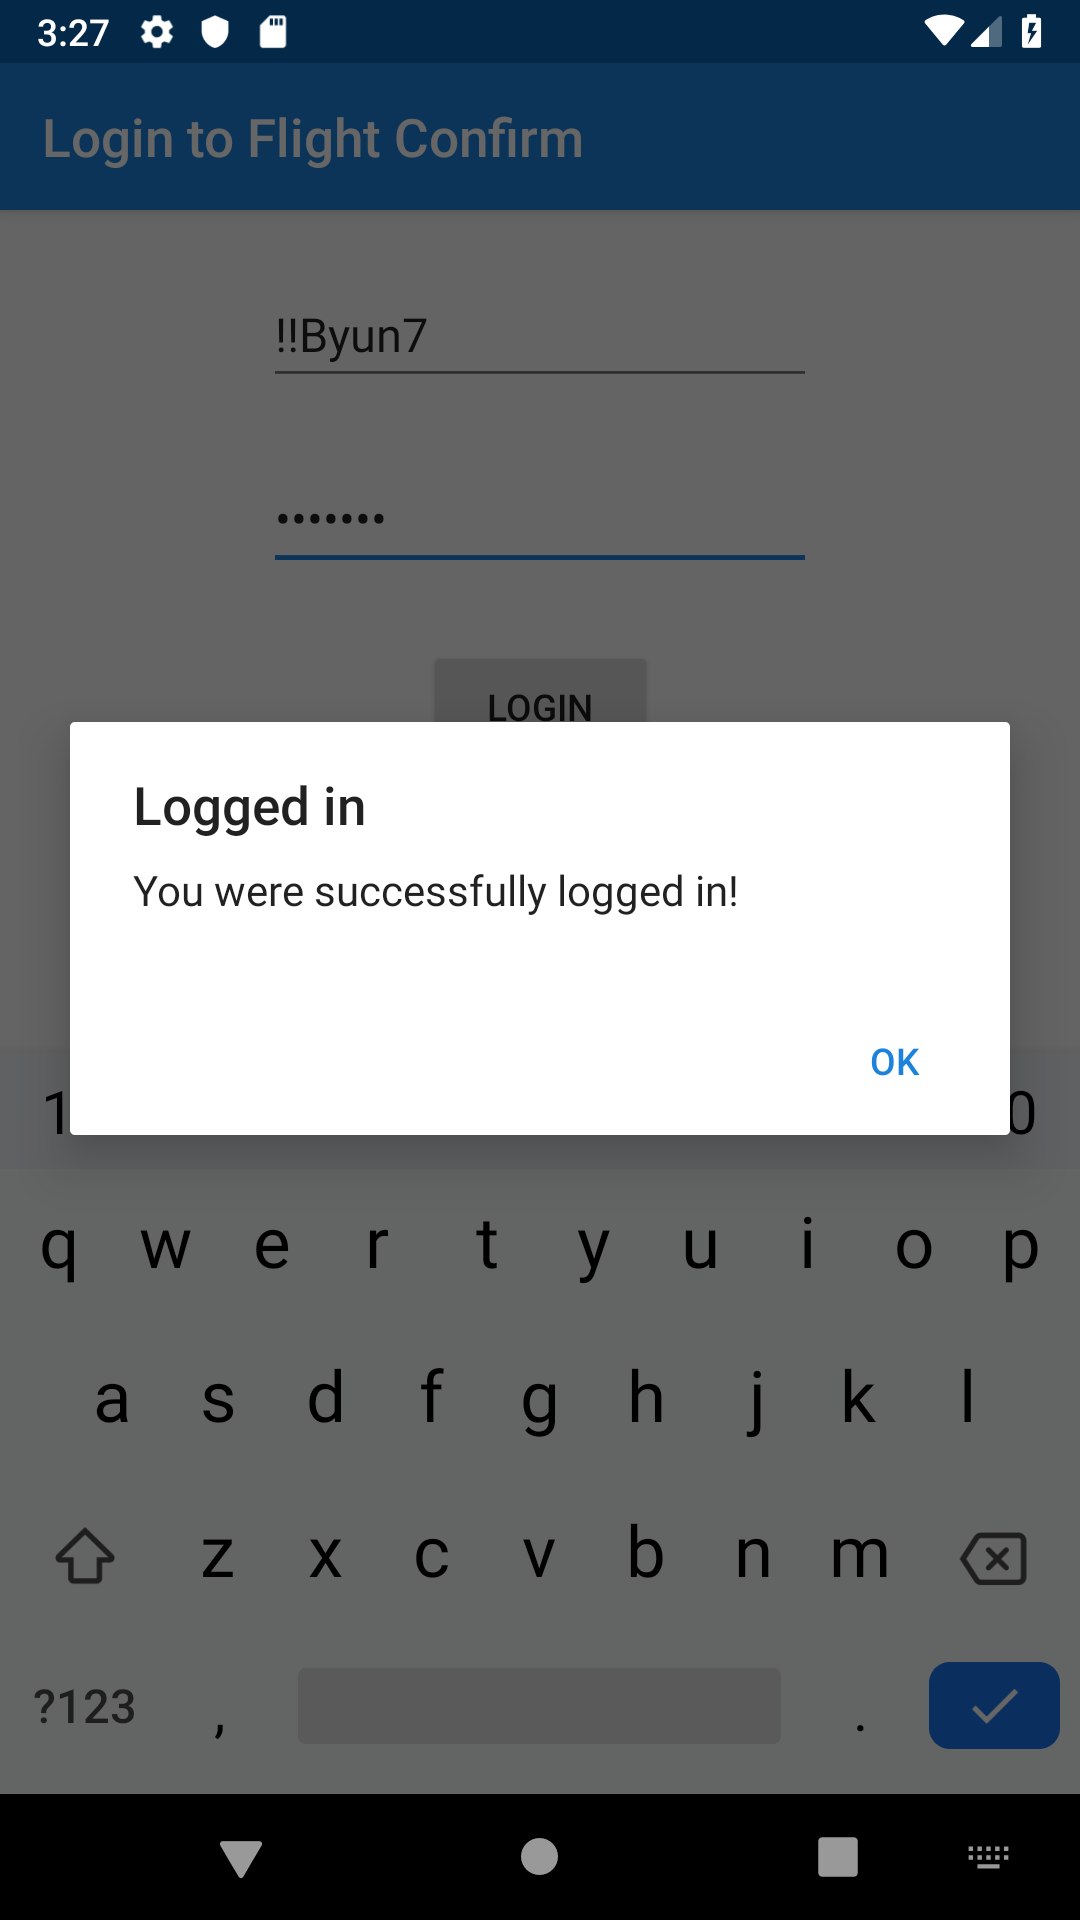 3:27
Login to Flight Confirm
!!Byun7
•••••••
LOGIN
Logged in
You were successfully logged in!
OK
1 0
q w e r t y u i o p
a s d f g h j k l
z x c v b n m
?123 , .